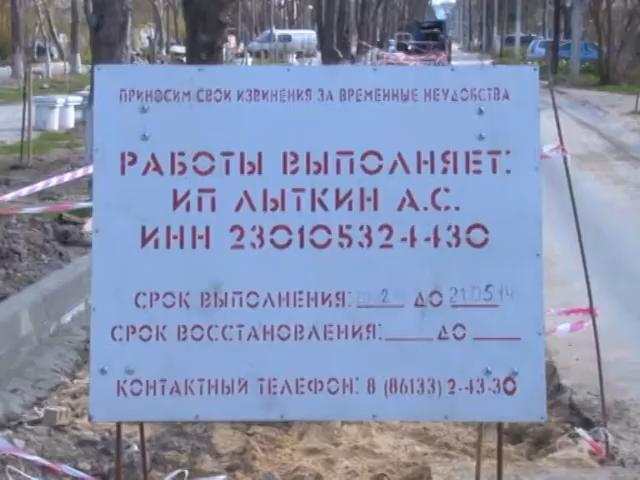 ПРИНОСИМ СВОИ ИЗВИНЕНИЯ ЗА ВРЕМЕННЫЕ НЕУДОБСТВА
РАБОТЫ ВЫПОЛНЯЕТ:
ИП ЛЫТКИН А.С.
ИНН 230105324430
СРОК ВЫПОЛНЕНИЯ: ДО 21.05.14
СРОК ВОССТАНОВЛЕНИЯ: ДО
КОНТАКТНЫЙ ТЕЛЕФОН: 8 (86133) 2-43-30